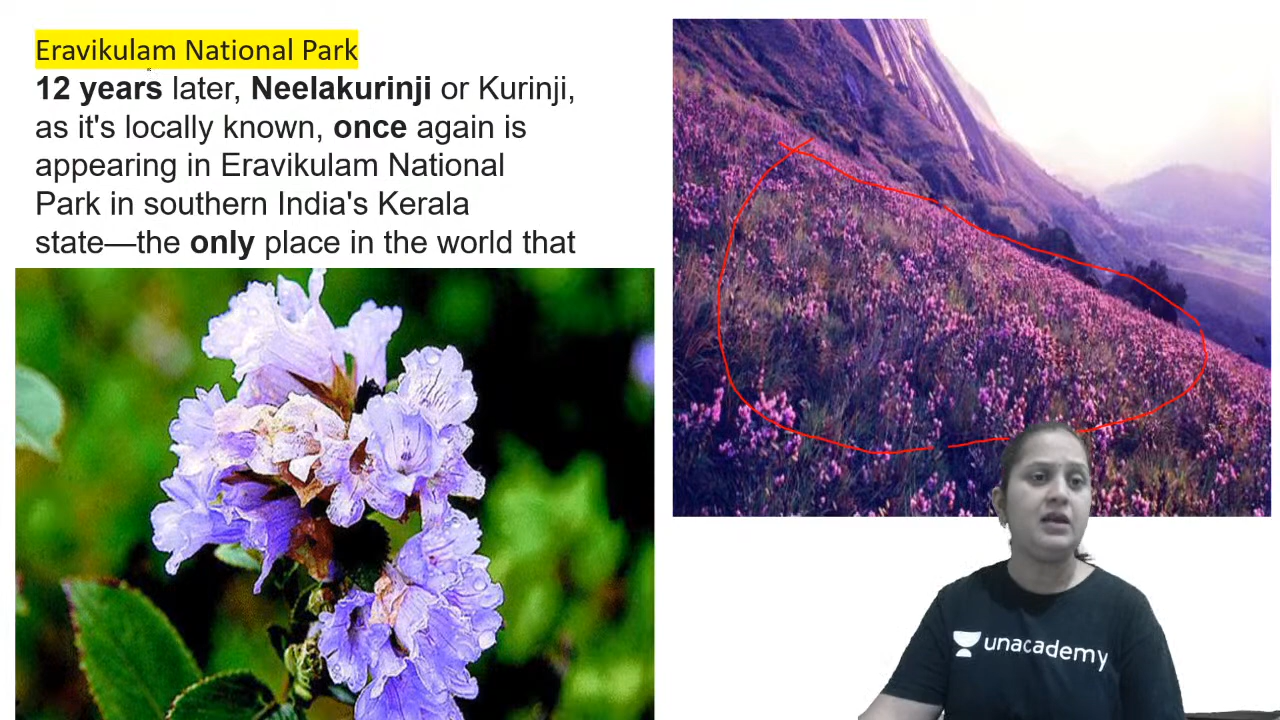 Eravikulam National Park
12 years later, Neelakurinji or Kurinji,
as it's locally known, once again is
appearing in Eravikulam National
Park in southern India's Kerala
state—the only place in the world that
unacademy